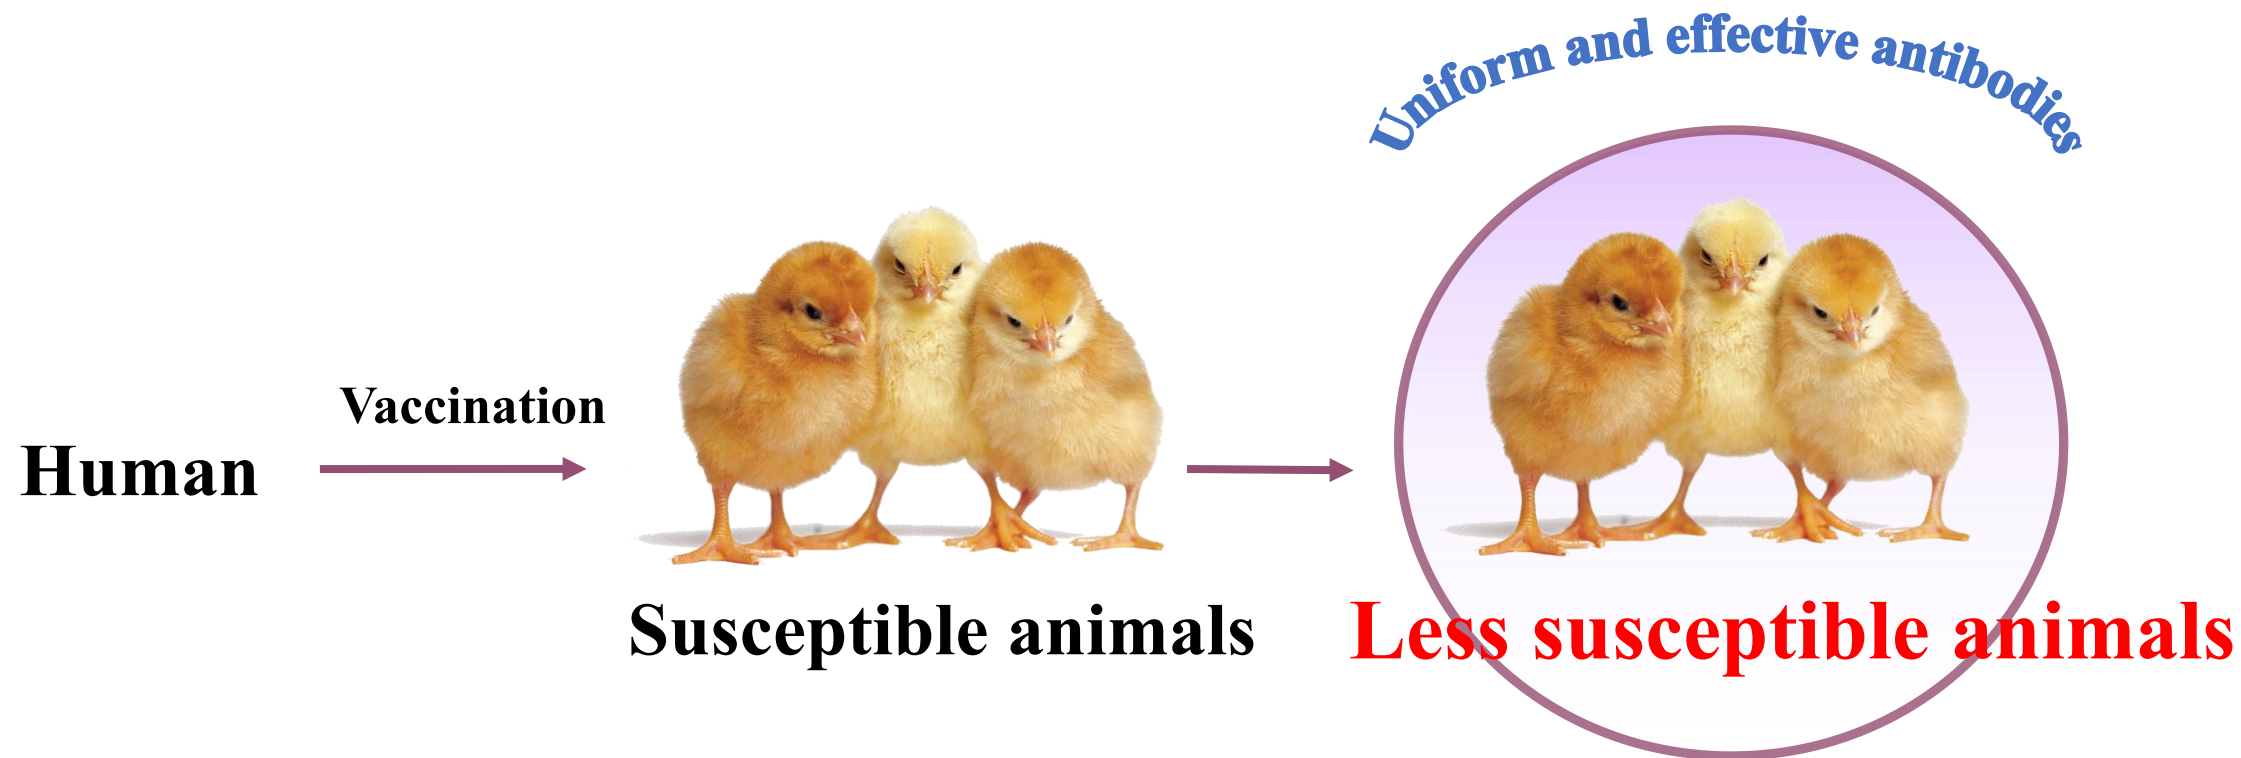 Uniform and effective antibodies
Vaccination
Human
Susceptible animals
Less susceptible animals